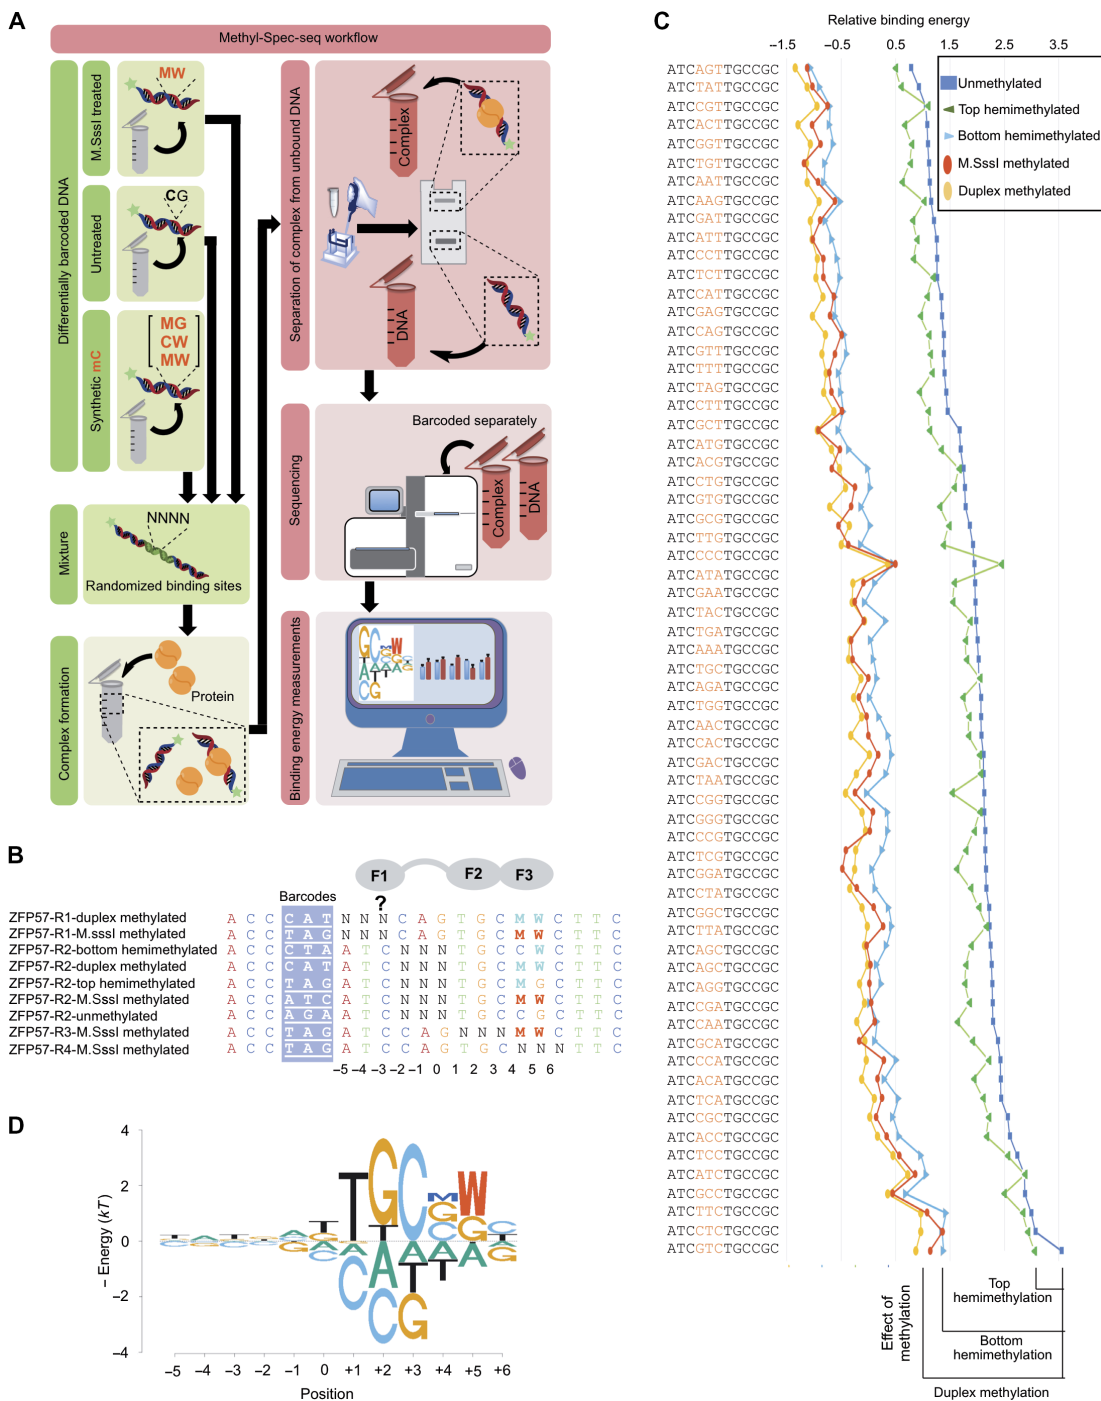 A
Methyl-Spec-seq workflow
Differentially barcoded DNA
M.SssI treated
MW
Untreated
CG
Synthetic mC
MG
CW
MW
Mixture
NNNN
Randomized binding sites
Complex formation
Protein
Separation of complex from unbound DNA
Complex
DNA
Sequencing
Barcoded separately
Complex
DNA
Binding energy measurements
B
F1
F2
F3
Barcodes
?
ZFP57-R1-duplex methylated A C C C A T N N N C A G T G C M W C T T C
ZFP57-R1-M.sssI methylated A C C T A G N N N C A G T G C M W C T T C
ZFP57-R2-bottom hemimethylated A C C C T A A T C N N N T G C C W C T T C
ZFP57-R2-duplex methylated A C C C A T A T C N N N T G C M W C T T C
ZFP57-R2-top hemimethylated A C C T A G A T C N N N T G C M G C T T C
ZFP57-R2-M.SssI methylated A C C A T C A T C N N N T G C M W C T T C
ZFP57-R2-unmethylated A C C A G A A T C N N N T G C C G C T T C
ZFP57-R3-M.SssI methylated A C C T A G A T C C A G N N N M W C T T C
ZFP57-R4-M.SssI methylated A C C T A G A T C C A G T G C N N N T T C
–5 –4 –3 –2 –1 0 1 2 3 4 5 6
C
Relative binding energy
–1.5 –0.5 0.5 1.5 2.5 3.5
Unmethylated
Top hemimethylated
Bottom hemimethylated
M.SssI methylated
Duplex methylated
ATCAGTTGCCGC
ATCTATTGCCGC
ATCCGTTGCCGC
ATCACTTGCCGC
ATCGGTTGCCGC
ATCTGTTGCCGC
ATCAATTGCCGC
ATCAAGTGCCGC
ATCGATTGCCGC
ATCATTTGCCGC
ATCCCTTGCCGC
ATCTCTTGCCGC
ATCCATTGCCGC
ATCGAGTGCCGC
ATCCAGTGCCGC
ATCGTTTGCCGC
ATCTTTTGCCGC
ATCTAGTGCCGC
ATCCTTTGCCGC
ATCGCTTGCCGC
ATCATGTGCCGC
ATCACGTGCCGC
ATCCTGTGCCGC
ATCGTGTGCCGC
ATCGCGTGCCGC
ATCTTGTGCCGC
ATCCCCTGCCGC
ATCATATGCCGC
ATCGAATGCCGC
ATCTACTGCCGC
ATCTGATGCCGC
ATCAAATGCCGC
ATCTGCTGCCGC
ATCAGATGCCGC
ATCTGGTGCCGC
ATCAACTGCCGC
ATCCACTGCCGC
ATCGACTGCCGC
ATCTAATGCCGC
ATCCGGTGCCGC
ATCGGGTGCCGC
ATCCCGTGCCGC
ATCTCGTGCCGC
ATCGGATGCCGC
ATCCTATGCCGC
ATCGGCTGCCGC
ATCTTATGCCGC
ATCAGCTGCCGC
ATCAGCTGCCGC
ATCAGGTGCCGC
ATCCGATGCCGC
ATCCAATGCCGC
ATCGCATGCCGC
ATCCCATGCCGC
ATCACATGCCGC
ATCTCATGCCGC
ATCCGCTGCCGC
ATCACCTGCCGC
ATCTCCTGCCGC
ATCATCTGCCGC
ATCGCCTGCCGC
ATCTTCTGCCGC
ATCCTCTGCCGC
ATCGTCTGCCGC
Effect of methylation
Top hemimethylation
Bottom hemimethylation
Duplex methylation
D
– Energy (kT)
4
2
0
–2
–4
–5 –4 –3 –2 –1 0 +1 +2 +3 +4 +5 +6
Position